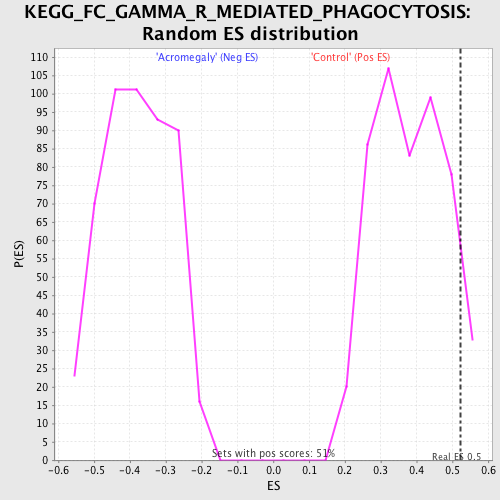 KEGG_FC_GAMMA_R_MEDIATED_PHAGOCYTOSIS:
Random ES distribution
'Acromegaly' (Neg ES) 'Control' (Pos ES)
110
105
100
95
90
85
80
75
70
65
60
55
50
45
40
35
30
25
20
15
10
5
0
P(ES)
Sets with pos scores: 51%
Real ES 0.5
-0.6 -0.5 -0.4 -0.3 -0.2 -0.1 0.0 0.1 0.2 0.3 0.4 0.5 0.6
ES